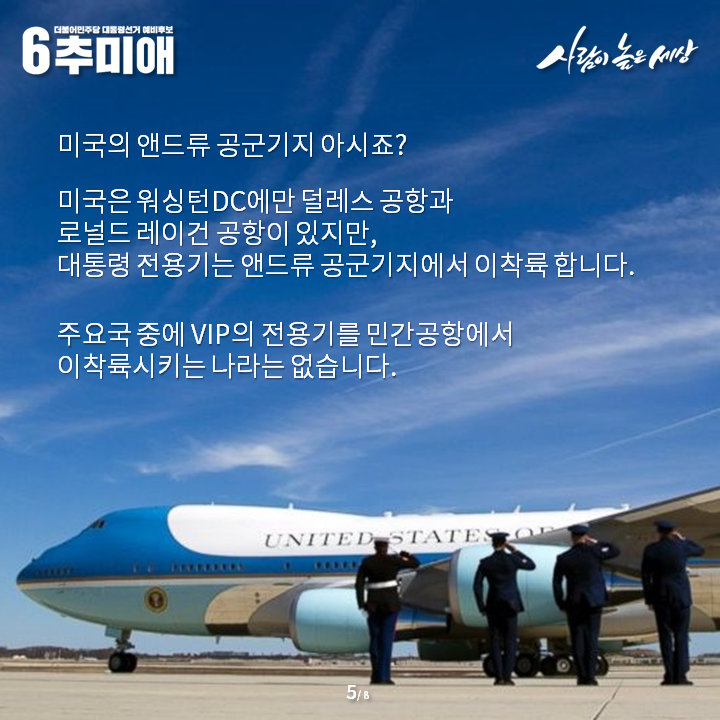 더불어민주당 대통령선거 예비후보
6 추미애
사람이 높은 세상
미국의 앤드류 공군기지 아시죠?
미국은 워싱턴DC에만 덜레스 공항과
로널드 레이건 공항이 있지만,
대통령 전용기는 앤드류 공군기지에서 이착륙 합니다.
주요국 중에 VIP의 전용기를 민간공항에서
이착륙시키는 나라는 없습니다.
UNITED STATES OF
5/8